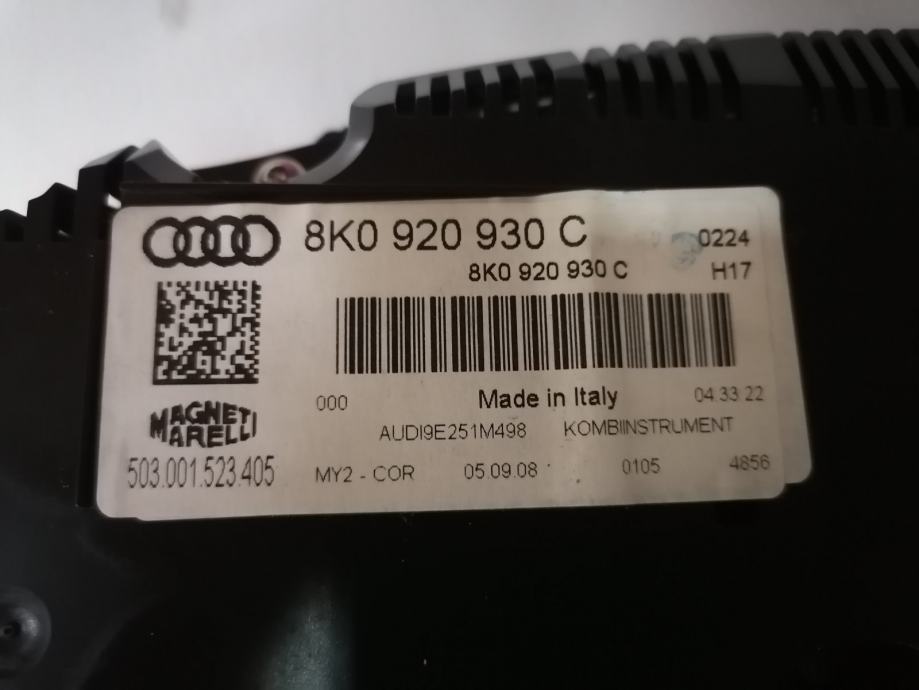 8K0 920 930 C 0224
8K0 920 930 C H17
000 Made in Italy 04.33 22
MAGNETI MARELLI
AUDI9E251M498 KOMBIINSTRUMENT
503.001.523.405 MY2 - COR 05.09.08 0105 4856